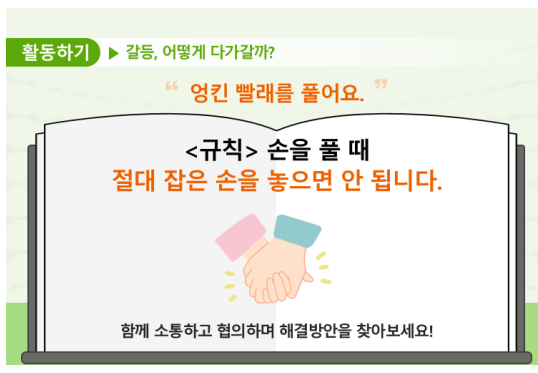 활동하기 ▶ 갈등, 어떻게 다가갈까?
“ 엉킨 빨래를 풀어요. ”
<규칙> 손을 풀 때
절대 잡은 손을 놓으면 안 됩니다.
함께 소통하고 협의하며 해결방안을 찾아보세요!